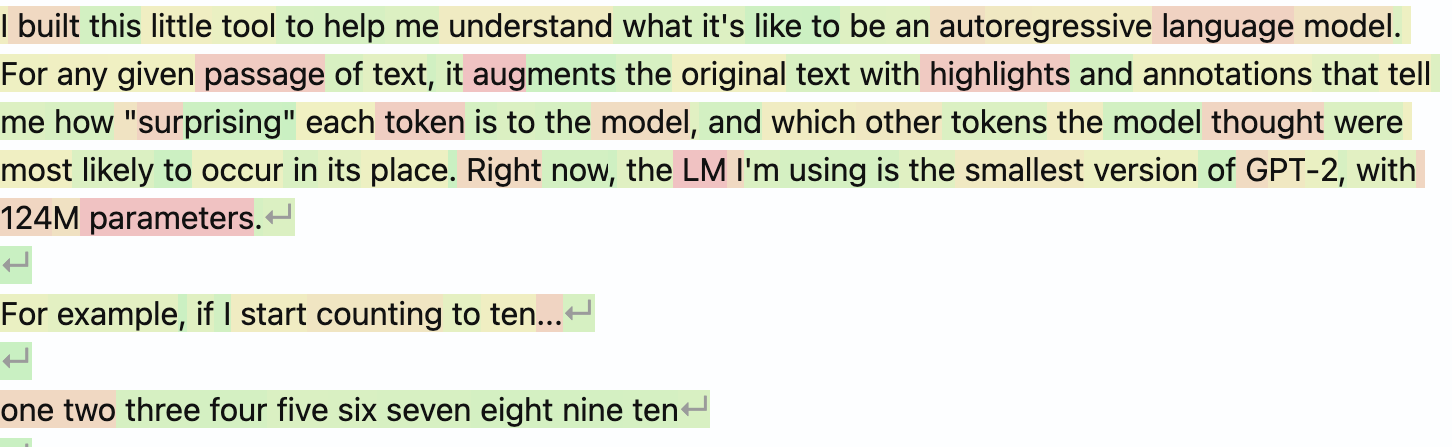 I built this little tool to help me understand what it's like to be an autoregressive language model.
For any given passage of text, it augments the original text with highlights and annotations that tell
me how "surprising" each token is to the model, and which other tokens the model thought were
most likely to occur in its place. Right now, the LM I'm using is the smallest version of GPT-2, with
124M parameters.↵
↵
For example, if I start counting to ten...↵
↵
one two three four five six seven eight nine ten↵